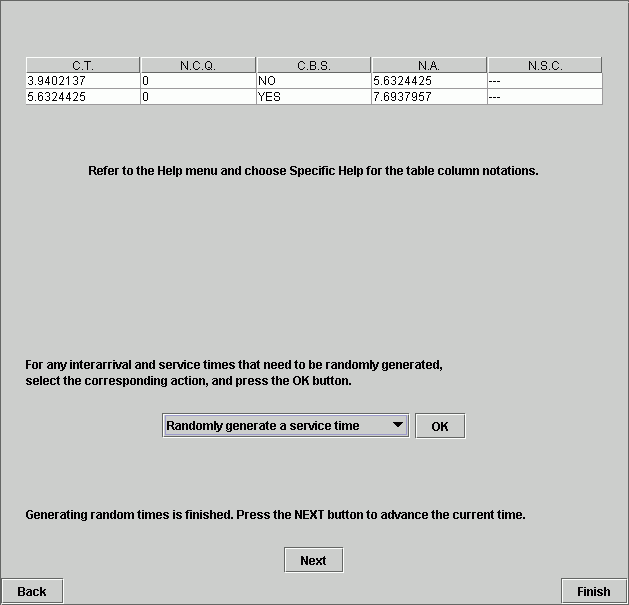 C.T. N.C.Q. C.B.S. N.A. N.S.C.
3.9402137 0 NO 5.6324425 ---
5.6324425 0 YES 7.6937957 ---
Refer to the Help menu and choose Specific Help for the table column notations.
For any interarrival and service times that need to be randomly generated,
select the corresponding action, and press the OK button.
Randomly generate a service time OK
Generating random times is finished. Press the NEXT button to advance the current time.
Next
Back Finish